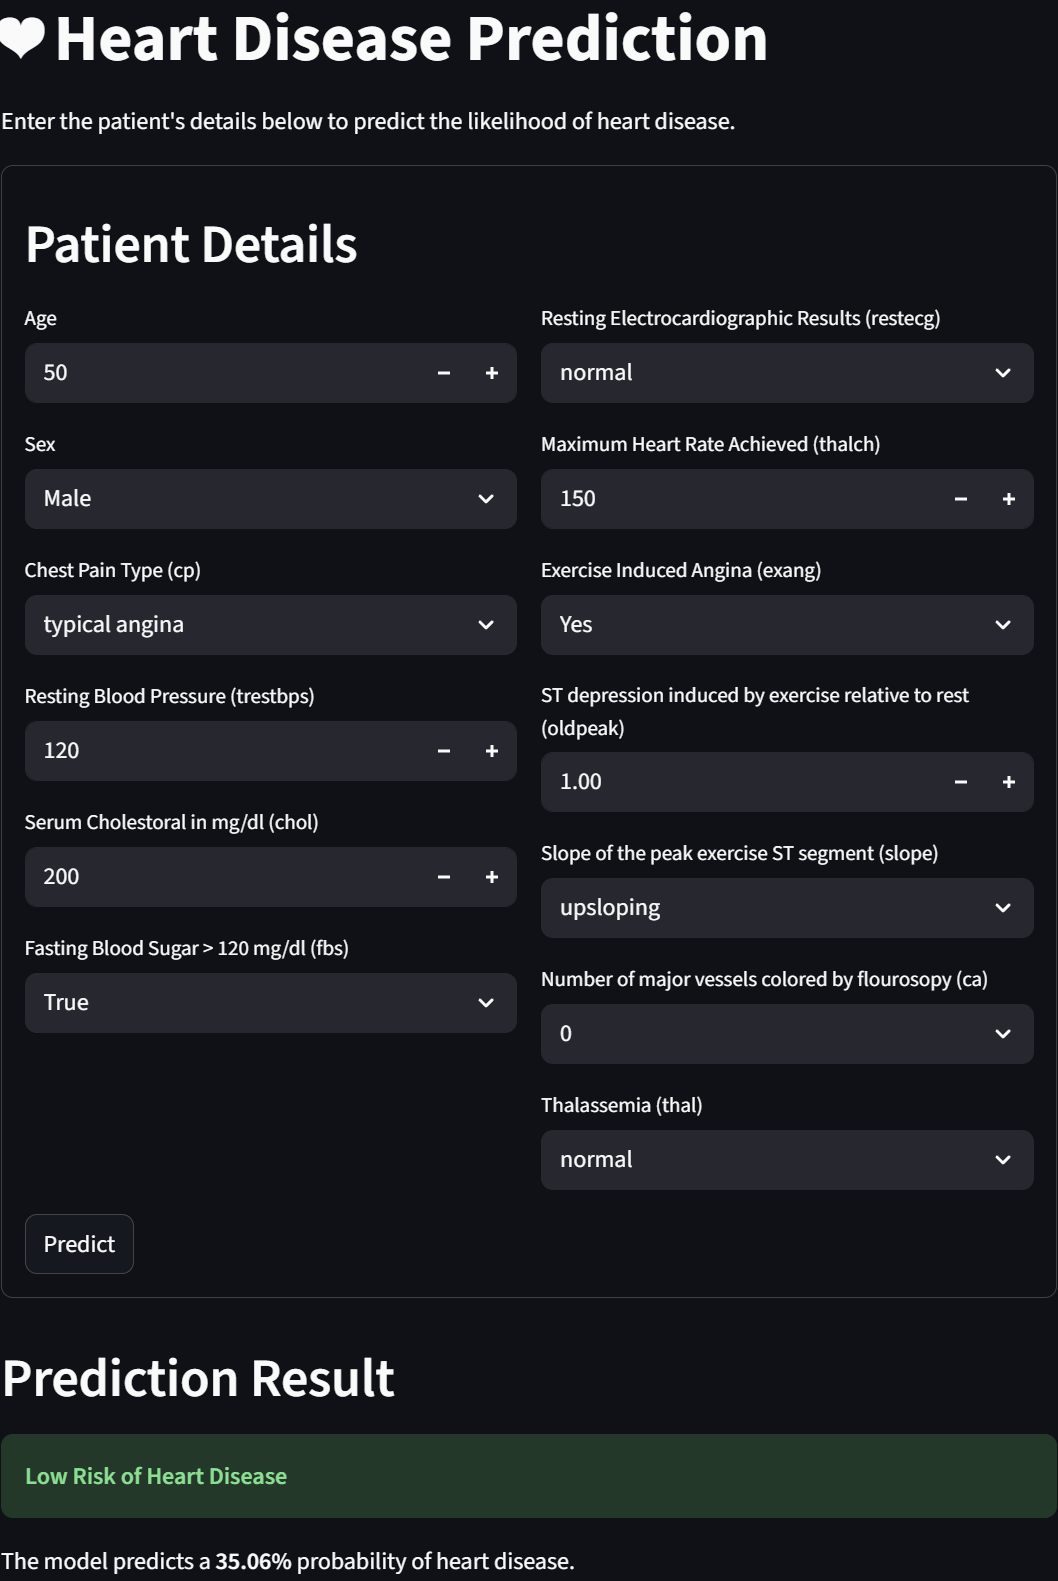 Heart Disease Prediction
Enter the patient's details below to predict the likelihood of heart disease.
Patient Details
Age
50
Sex
Male
Chest Pain Type (cp)
typical angina
Resting Blood Pressure (trestbps)
120
Serum Cholestoral in mg/dl (chol)
200
Fasting Blood Sugar > 120 mg/dl (fbs)
True
Resting Electrocardiographic Results (restecg)
normal
Maximum Heart Rate Achieved (thalch)
150
Exercise Induced Angina (exang)
Yes
ST depression induced by exercise relative to rest
(oldpeak)
1.00
Slope of the peak exercise ST segment (slope)
upsloping
Number of major vessels colored by flourosopy (ca)
0
Thalassemia (thal)
normal
Predict
Prediction Result
Low Risk of Heart Disease
The model predicts a 35.06% probability of heart disease.